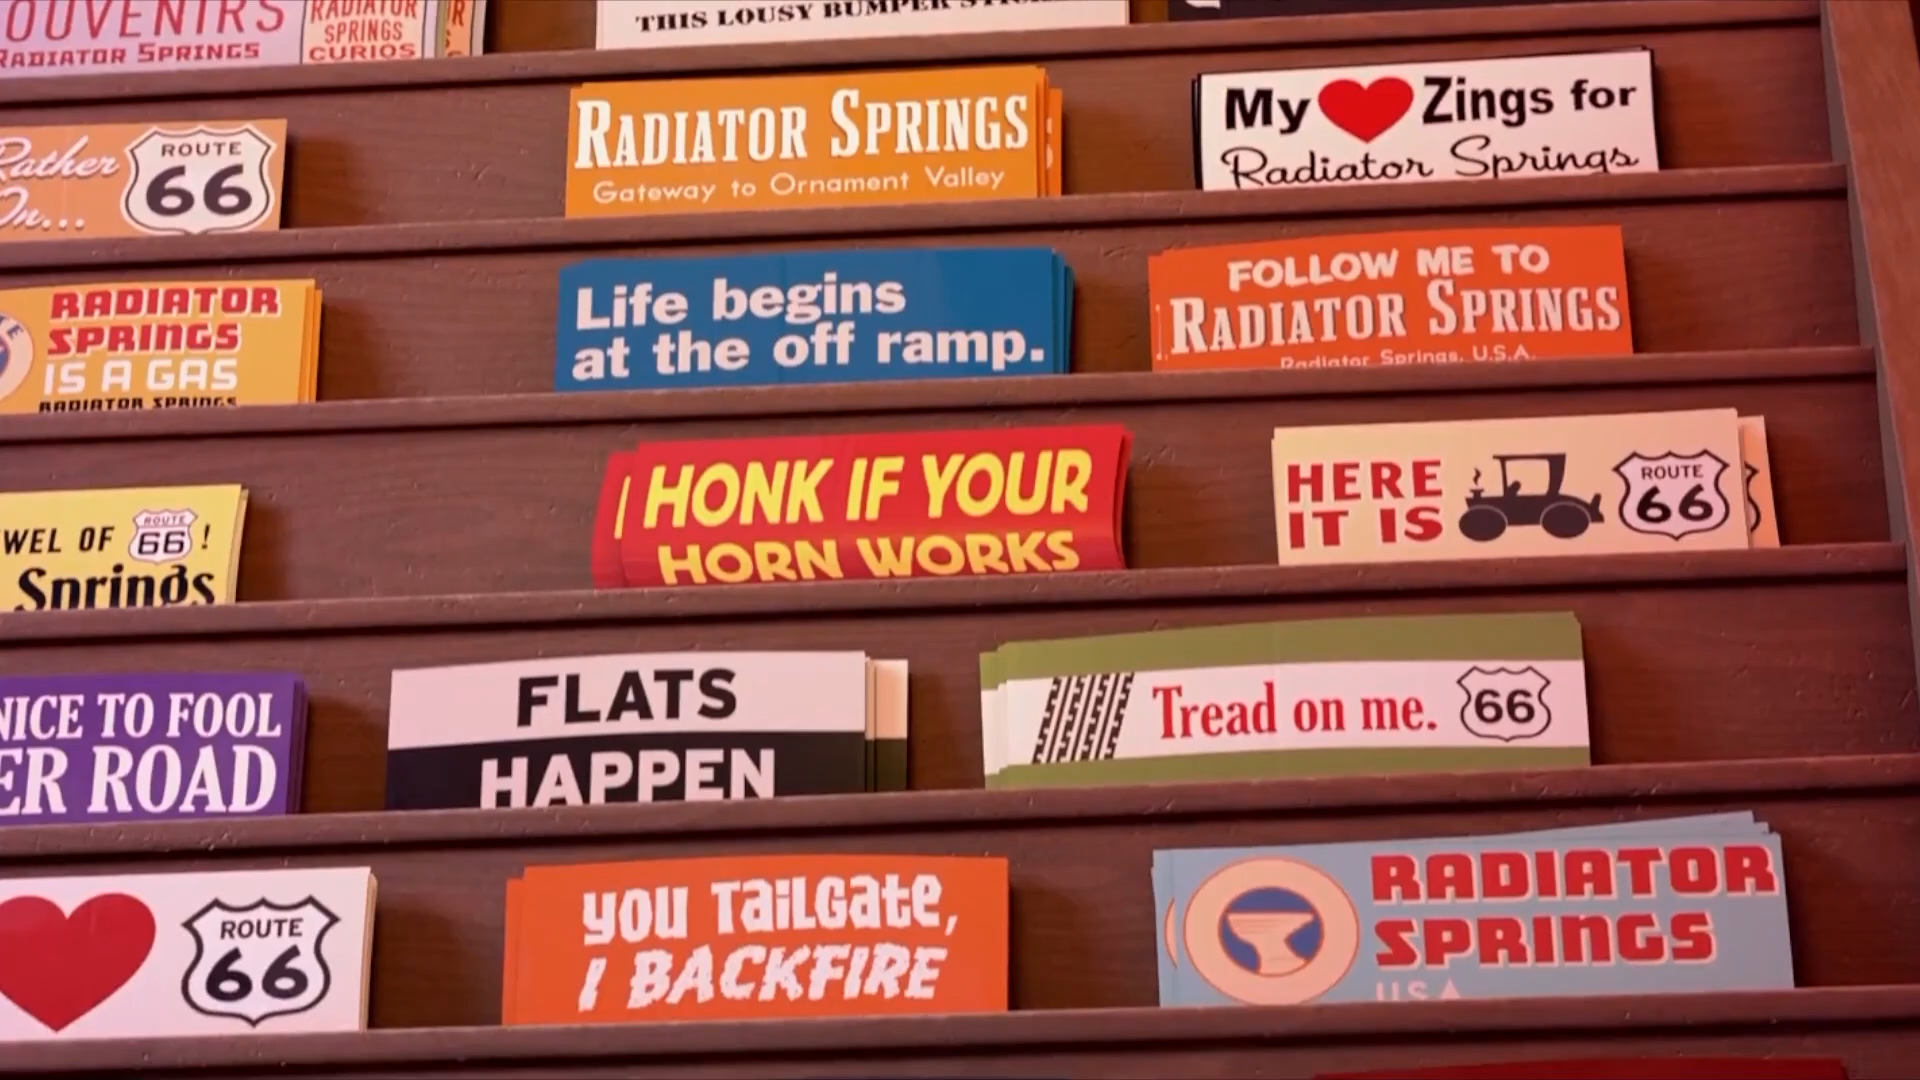 RADIATOR SPRINGS
RADIATOR
SPRINGS
CURIOS
THIS LOUSY BUMPER
Rather
On...
ROUTE
66
RADIATOR SPRINGS
Gateway to Ornament Valley
My Zings for
Radiator Springs
RADIATOR
SPRINGS
IS A GAS
RADIATOR SPRINGS
Life begins
at the off ramp.
FOLLOW ME TO
RADIATOR SPRINGS
Radiator Springs, U.S.A.
OF ROUTE 66 !
Springs
HONK IF YOUR
HORN WORKS
HERE
IT IS
ROUTE
66
NICE TO FOOL
ROAD
FLATS
HAPPEN
Tread on me. 66
ROUTE
66
YOU TAILGATE,
I BACKFIRE
RADIATOR
SPRINGS
USA